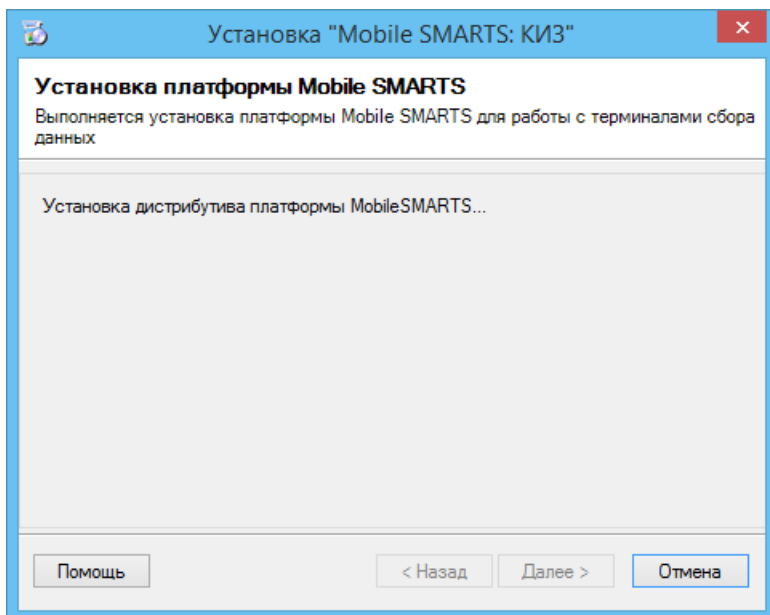 Установка "Mobile SMARTS: КИЗ"
Установка платформы Mobile SMARTS
Выполняется установка платформы Mobile SMARTS для работы с терминалами сбора
данных
Установка дистрибутива платформы MobileSMARTS...
Помощь
< Назад
Далее >
Отмена